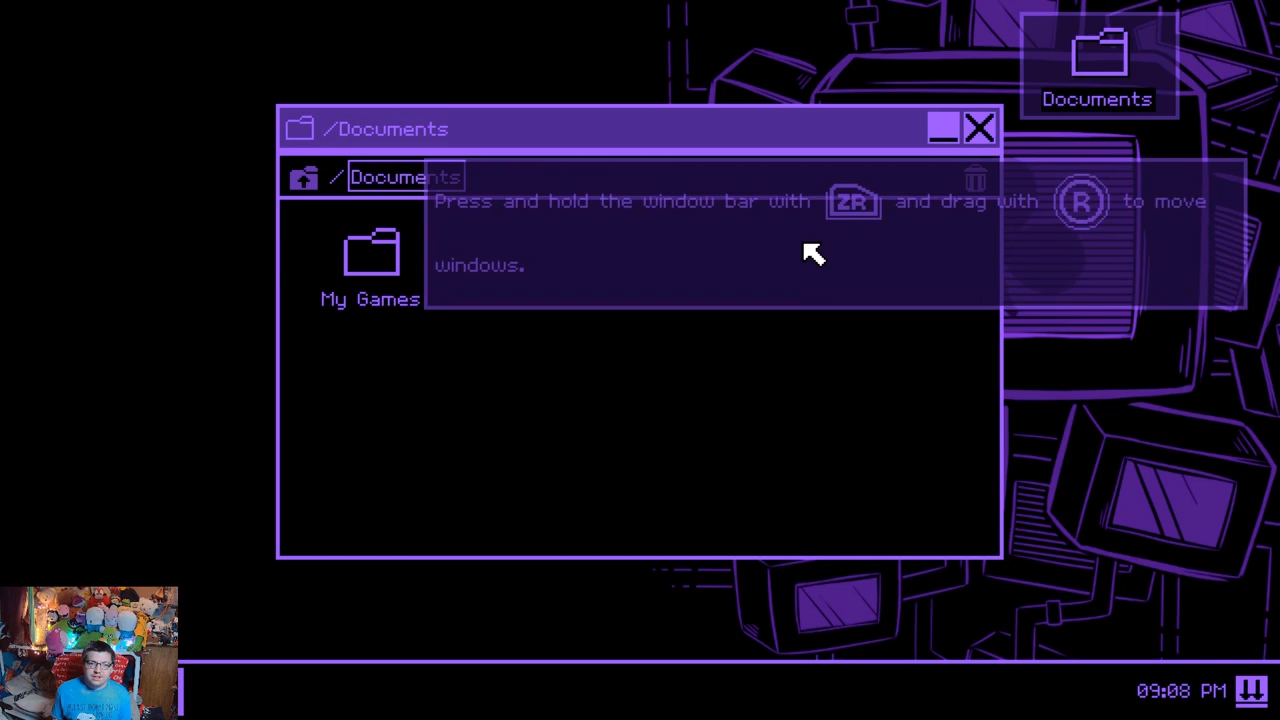 Documents
/Documents
/Documents
Press and hold the window bar with ZR and drag with R to move
windows.
My Games
09:08 PM